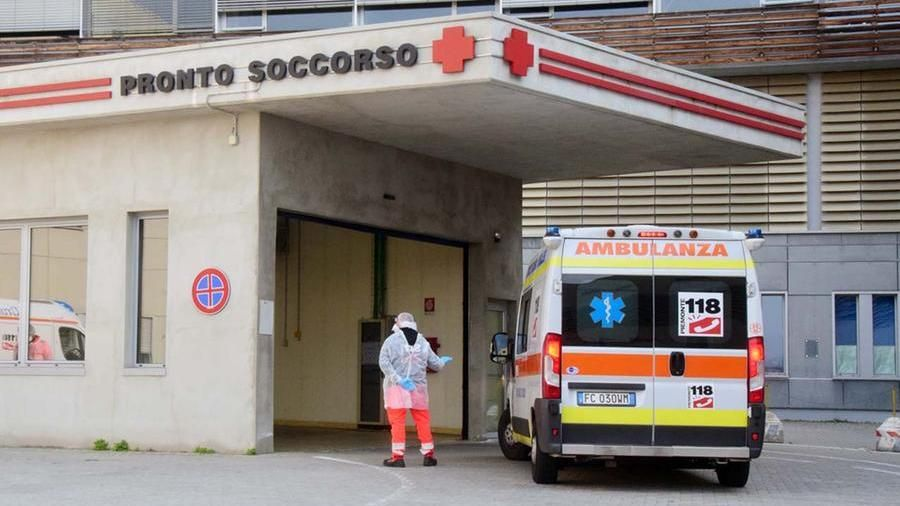 PRONTO SOCCORSO
AMBULANZA
PIEMONTE 118
FC 030WM
118